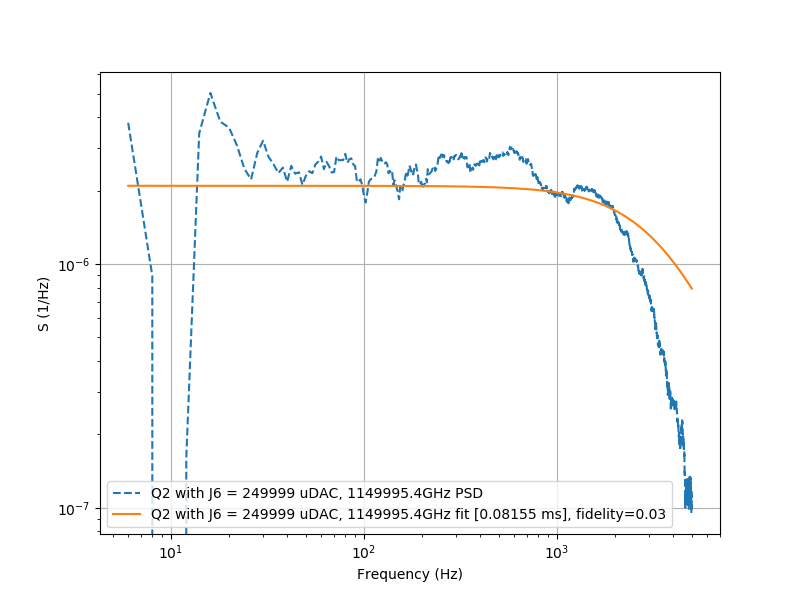 10⁻⁶
10⁻⁷
S (1/Hz)
Q2 with J6 = 249999 uDAC, 1149995.4GHz PSD
Q2 with J6 = 249999 uDAC, 1149995.4GHz fit [0.08155 ms], fidelity=0.03
10¹ 10² 10³
Frequency (Hz)